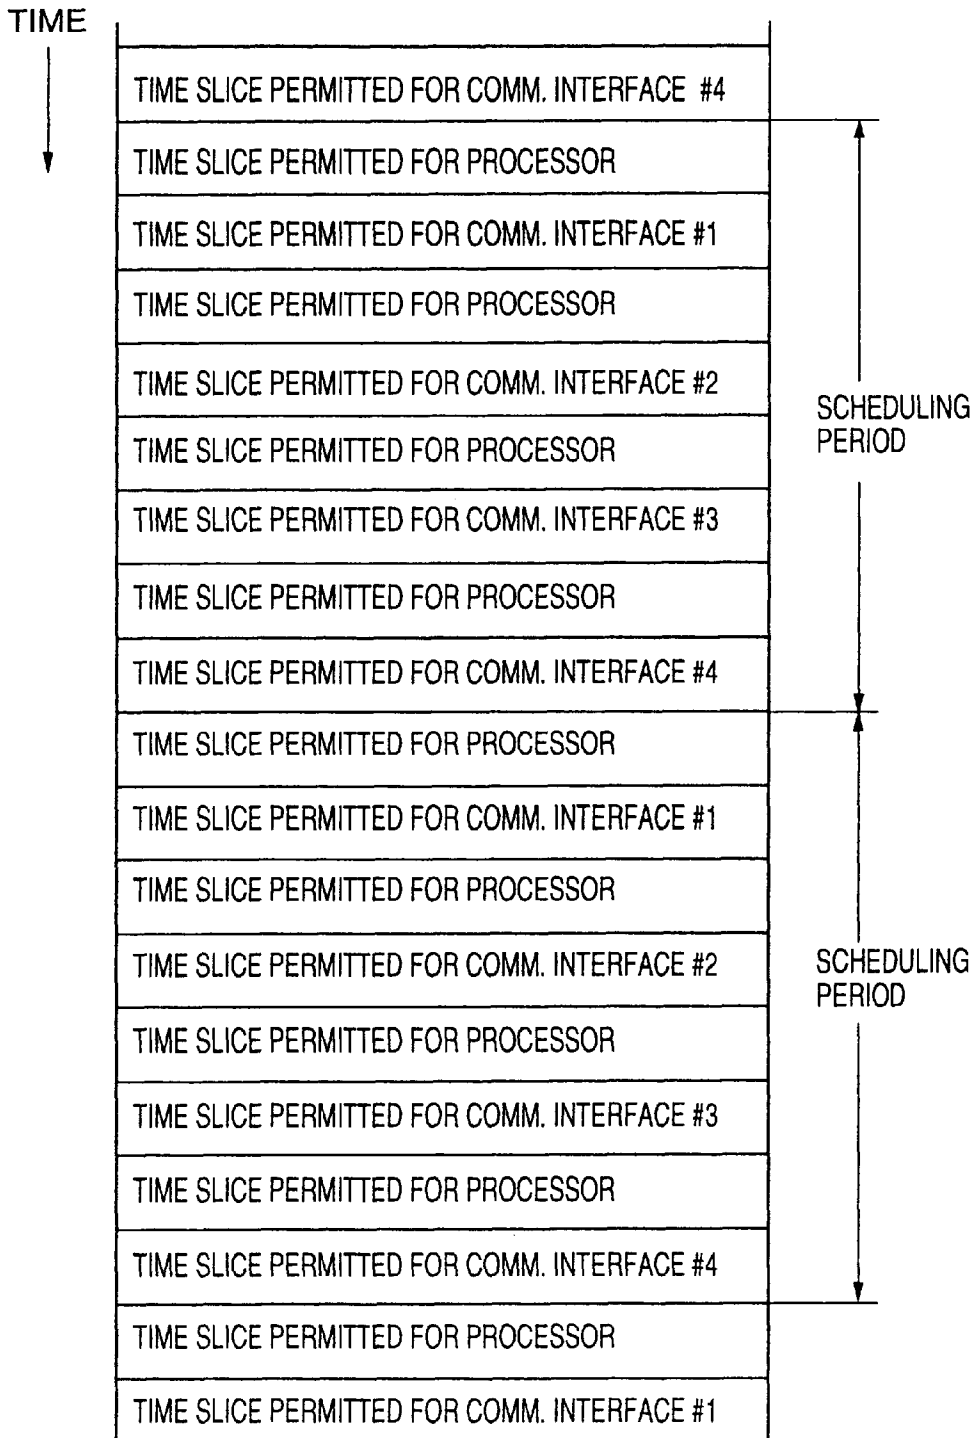 TIME
TIME SLICE PERMITTED FOR COMM. INTERFACE #4
TIME SLICE PERMITTED FOR PROCESSOR
TIME SLICE PERMITTED FOR COMM. INTERFACE #1
TIME SLICE PERMITTED FOR PROCESSOR
TIME SLICE PERMITTED FOR COMM. INTERFACE #2
SCHEDULING
PERIOD
TIME SLICE PERMITTED FOR PROCESSOR
TIME SLICE PERMITTED FOR COMM. INTERFACE #3
TIME SLICE PERMITTED FOR PROCESSOR
TIME SLICE PERMITTED FOR COMM. INTERFACE #4
TIME SLICE PERMITTED FOR PROCESSOR
TIME SLICE PERMITTED FOR COMM. INTERFACE #1
TIME SLICE PERMITTED FOR PROCESSOR
TIME SLICE PERMITTED FOR COMM. INTERFACE #2
SCHEDULING
PERIOD
TIME SLICE PERMITTED FOR PROCESSOR
TIME SLICE PERMITTED FOR COMM. INTERFACE #3
TIME SLICE PERMITTED FOR PROCESSOR
TIME SLICE PERMITTED FOR COMM. INTERFACE #4
TIME SLICE PERMITTED FOR PROCESSOR
TIME SLICE PERMITTED FOR COMM. INTERFACE #1